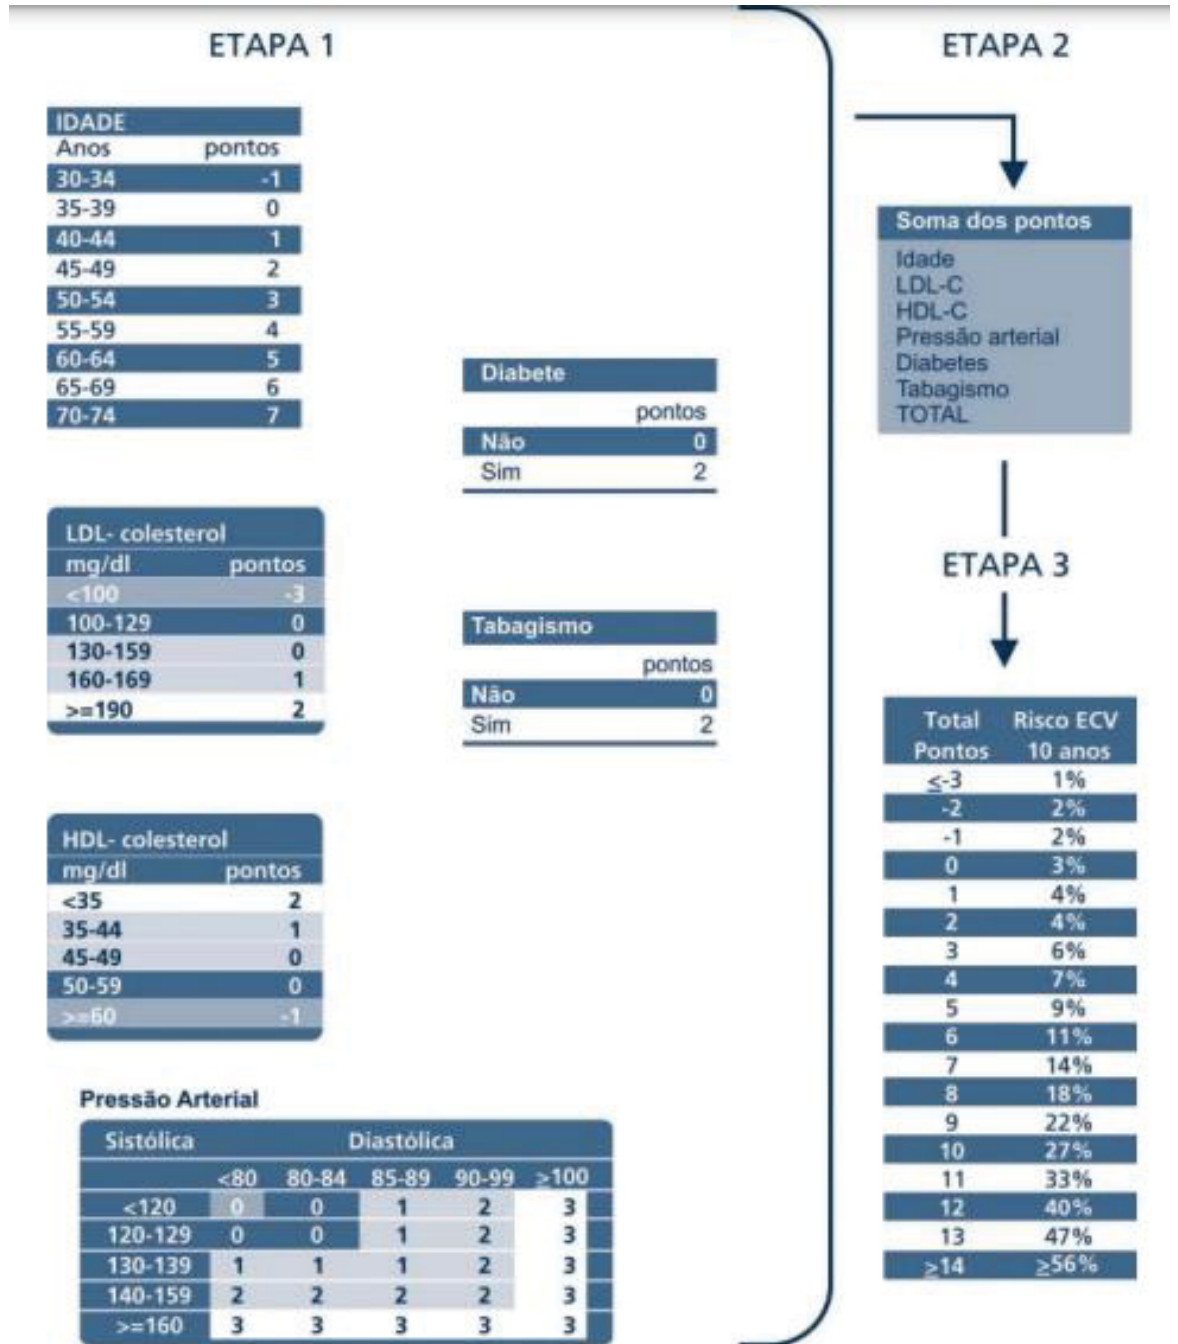 ETAPA 1
IDADE
Anos pontos
30-34 -1
35-39 0
40-44 1
45-49 2
50-54 3
55-59 4
60-64 5
65-69 6
70-74 7
LDL- colesterol
mg/dl pontos
<100 -3
100-129 0
130-159 0
160-169 1
>=190 2
HDL- colesterol
mg/dl pontos
<35 2
35-44 1
45-49 0
50-59 0
>=60 -1
Diabete
pontos
Não 0
Sim 2
Tabagismo
pontos
Não 0
Sim 2
Pressão Arterial
Sistólica Diastólica
<80 80-84 85-89 90-99 ≥100
<120 0 0 1 2 3
120-129 0 0 1 2 3
130-139 1 1 1 2 3
140-159 2 2 2 2 3
>=160 3 3 3 3 3
ETAPA 2
Soma dos pontos
Idade
LDL-C
HDL-C
Pressão arterial
Diabetes
Tabagismo
TOTAL
ETAPA 3
Total Risco ECV
Pontos 10 anos
≤-3 1%
-2 2%
-1 2%
0 3%
1 4%
2 4%
3 6%
4 7%
5 9%
6 11%
7 14%
8 18%
9 22%
10 27%
11 33%
12 40%
13 47%
≥14 ≥56%